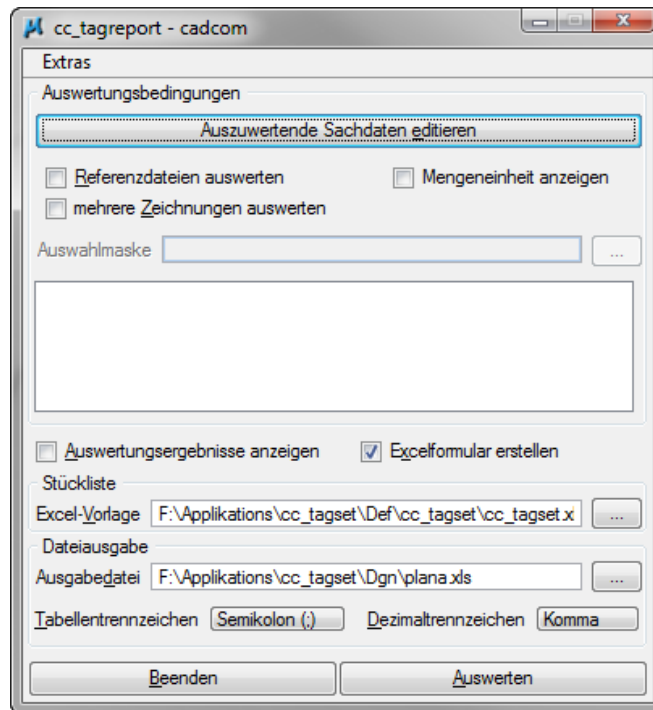 cc_tagreport - cadcom
Extras
Auswertungsbedingungen
Auszuwertende Sachdaten editieren
Referenzdateien auswerten Mengeneinheit anzeigen
mehrere Zeichnungen auswerten
Auswahlmaske ...
Auswertungsergebnisse anzeigen Excelformular erstellen
Stückliste
Excel-Vorlage F:\Applikations\cc_tagset\Def\cc_tagset\cc_tagset.x ...
Dateiausgabe
Ausgabedatei F:\Applikations\cc_tagset\Dgn\plana.xls ...
Tabellentrennzeichen Semikolon (;) Dezimaltrennzeichen Komma
Beenden Auswerten